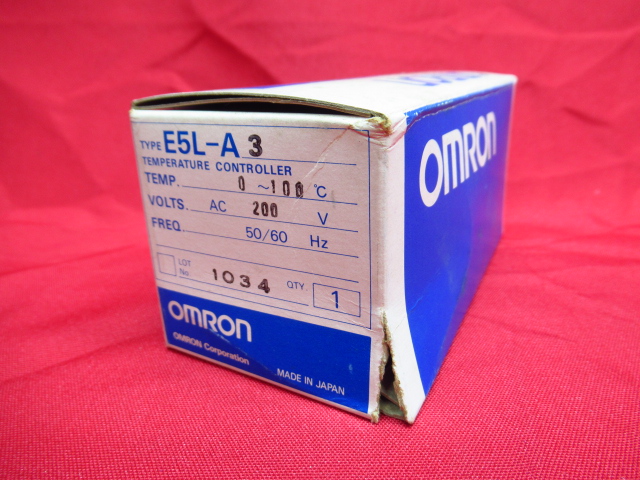 TYPE E5L-A 3
TEMPERATURE CONTROLLER
TEMP. 0 ~100 °C
VOLTS. AC 200 V
FREQ. 50/60 Hz
LOT No. 1034 QTY 1
OMRON
OMRON Corporation
MADE IN JAPAN
OMRON